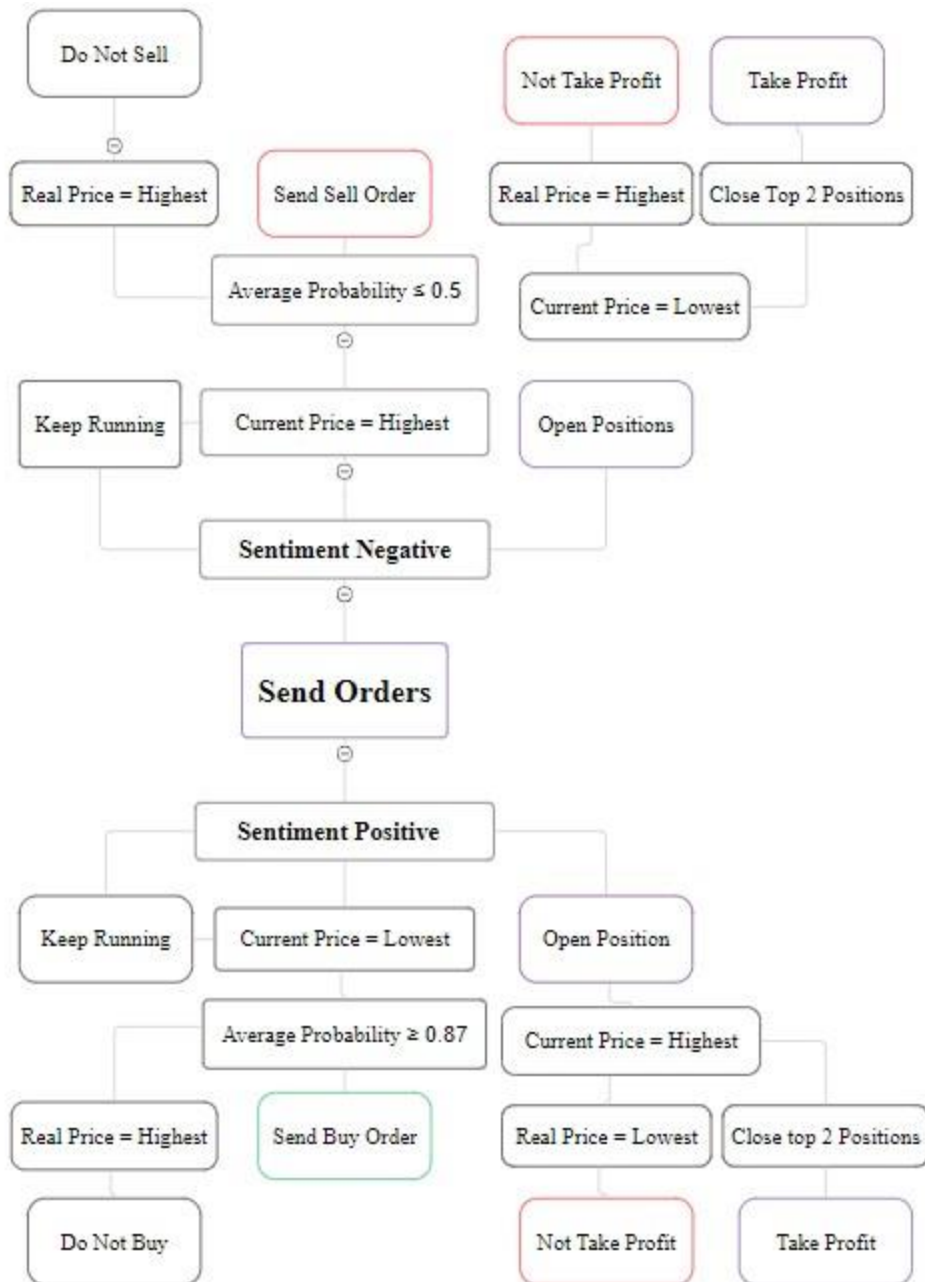 Do Not Sell
Not Take Profit
Take Profit
Real Price = Highest
Send Sell Order
Real Price = Highest
Close Top 2 Positions
Average Probability ≤ 0.5
Current Price = Lowest
Keep Running
Current Price = Highest
Open Positions
Sentiment Negative
Send Orders
Sentiment Positive
Keep Running
Current Price = Lowest
Open Position
Average Probability ≥ 0.87
Current Price = Highest
Real Price = Highest
Send Buy Order
Real Price = Lowest
Close top 2 Positions
Do Not Buy
Not Take Profit
Take Profit